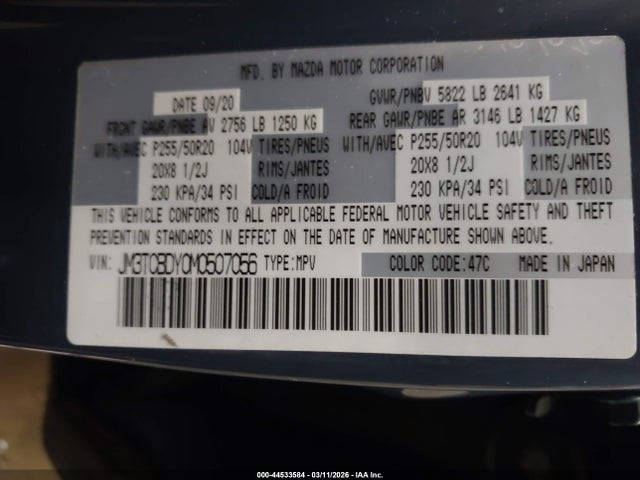 MFD. BY MAZDA MOTOR CORPORATION
DATE 09/20 GVWR/PNBV 5822 LB 2641 KG
FRONT GAWR/PNBE AV 2756 LB 1250 KG REAR GAWR/PNBE AR 3146 LB 1427 KG
WITH/AVEC P255/50R20 104V TIRES/PNEUS WITH/AVEC P255/50R20 104V TIRES/PNEUS
20X8 1/2J RIMS/JANTES 20X8 1/2J RIMS/JANTES
230 KPA/34 PSI COLD/A FROID 230 KPA/34 PSI COLD/A FROID
THIS VEHICLE CONFORMS TO ALL APPLICABLE FEDERAL MOTOR VEHICLE SAFETY AND THEFT
PREVENTION STANDARDS IN EFFECT ON THE DATE OF MANUFACTURE SHOWN ABOVE.
VIN: JM3TCBDY0M0507056 TYPE:MPV COLOR CODE:47C MADE IN JAPAN
000-44533584 - 03/11/2026 - IAA Inc.